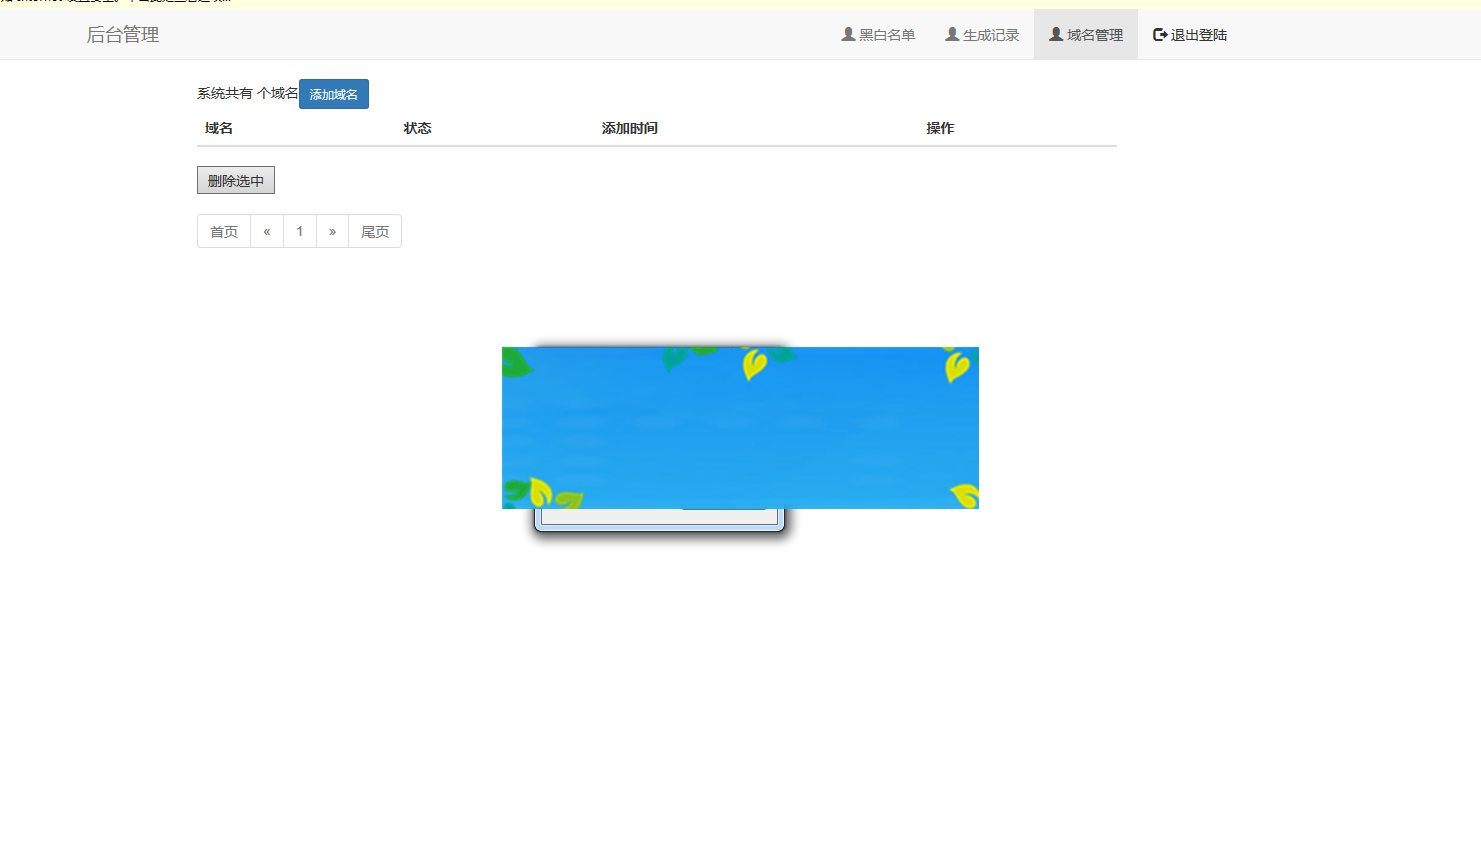 后台管理
黑白名单
生成记录
域名管理
退出登陆
系统共有 个域名 添加域名
域名 状态 添加时间 操作
删除选中
首页 « 1 » 尾页